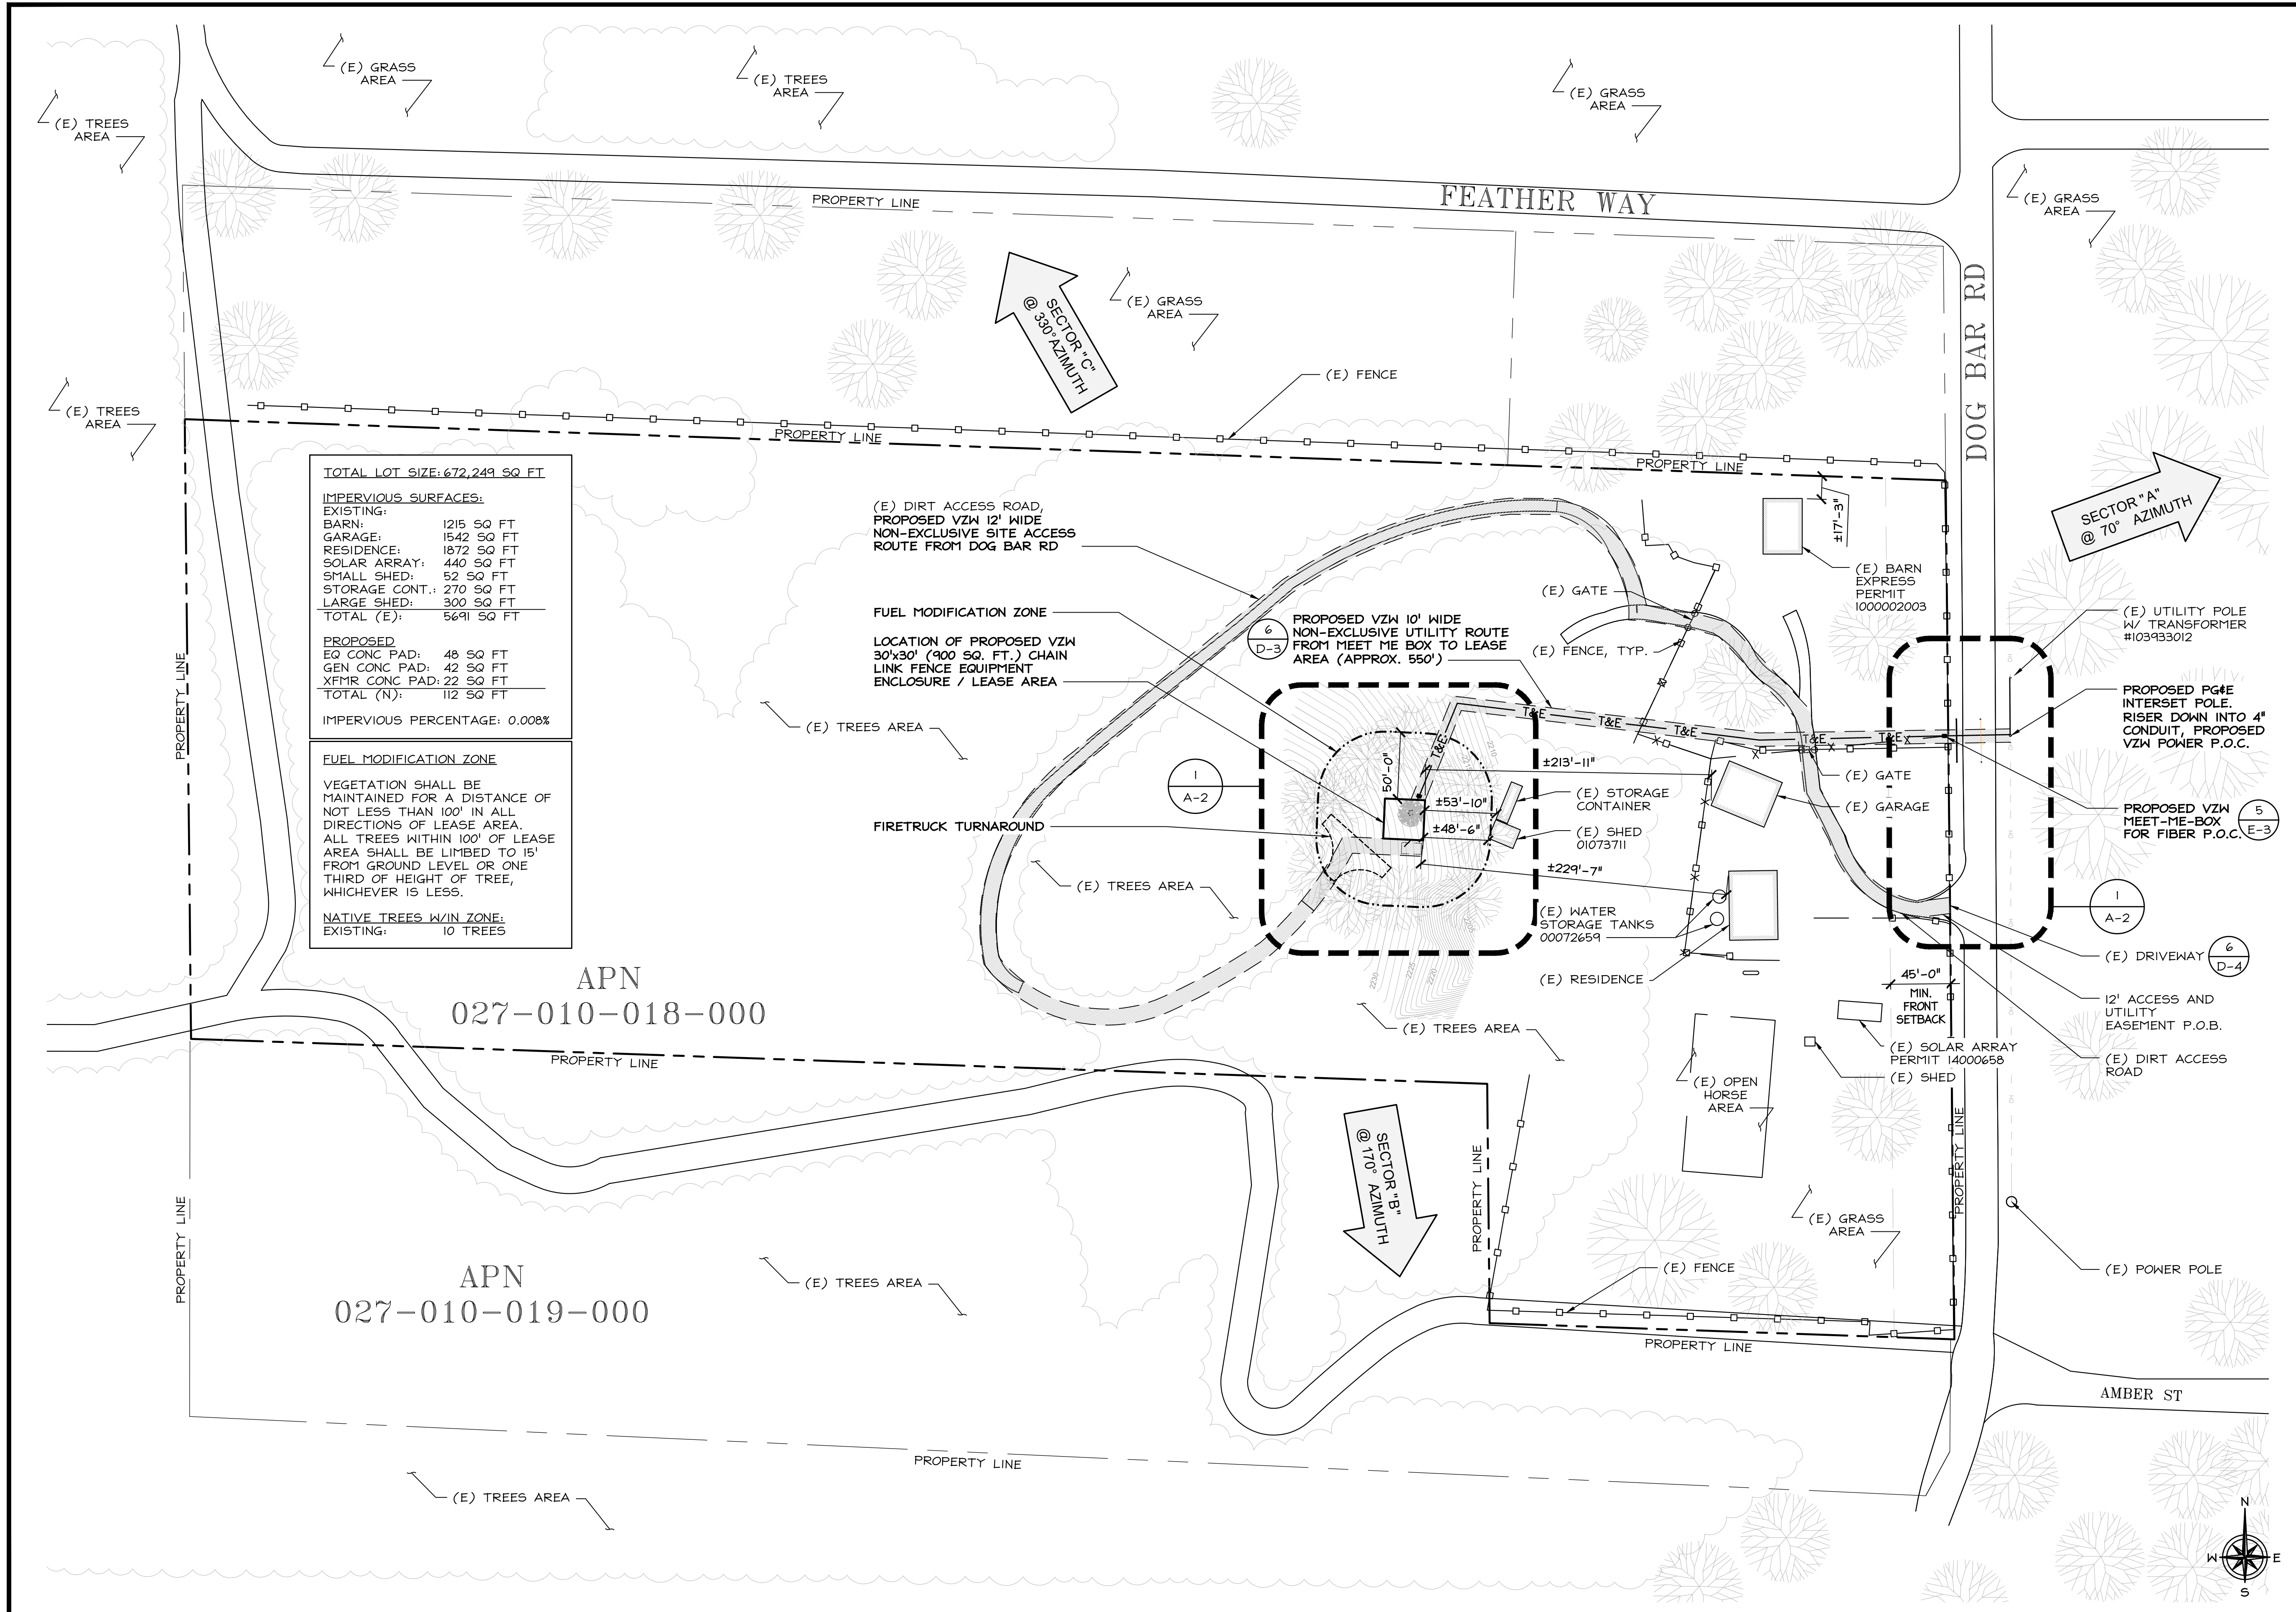 (E) GRASS
AREA
(E) TREES
AREA
(E) GRASS
AREA
(E) TREES
AREA
PROPERTY LINE
FEATHER WAY
(E) GRASS
AREA
DOG BAR RD
SECTOR "C"
@ 330° AZIMUTH
(E) GRASS
AREA
(E) FENCE
(E) TREES
AREA
PROPERTY LINE
PROPERTY LINE
SECTOR "A"
@ 70° AZIMUTH
TOTAL LOT SIZE: 672,249 SQ FT
IMPERVIOUS SURFACES:
EXISTING:
BARN: 1215 SQ FT
GARAGE: 1542 SQ FT
RESIDENCE: 1872 SQ FT
SOLAR ARRAY: 440 SQ FT
SMALL SHED: 52 SQ FT
STORAGE CONT.: 270 SQ FT
LARGE SHED: 300 SQ FT
TOTAL (E): 5691 SQ FT
PROPOSED
EQ CONC PAD: 48 SQ FT
GEN CONC PAD: 42 SQ FT
XFMR CONC PAD: 22 SQ FT
TOTAL (N): 112 SQ FT
IMPERVIOUS PERCENTAGE: 0.008%
FUEL MODIFICATION ZONE
VEGETATION SHALL BE
MAINTAINED FOR A DISTANCE OF
NOT LESS THAN 100' IN ALL
DIRECTIONS OF LEASE AREA.
ALL TREES WITHIN 100' OF LEASE
AREA SHALL BE LIMBED TO 15'
FROM GROUND LEVEL OR ONE
THIRD OF HEIGHT OF TREE,
WHICHEVER IS LESS.
NATIVE TREES W/IN ZONE:
EXISTING: 10 TREES
PROPERTY LINE
(E) DIRT ACCESS ROAD,
PROPOSED VZW 12' WIDE
NON-EXCLUSIVE SITE ACCESS
ROUTE FROM DOG BAR RD
FUEL MODIFICATION ZONE
LOCATION OF PROPOSED VZW
30'x30' (900 SQ. FT.) CHAIN
LINK FENCE EQUIPMENT
ENCLOSURE / LEASE AREA
(E) TREES AREA
FIRETRUCK TURNAROUND
(E) TREES AREA
1
A-2
6
D-3
PROPOSED VZW 10' WIDE
NON-EXCLUSIVE UTILITY ROUTE
FROM MEET ME BOX TO LEASE
AREA (APPROX. 550')
(E) GATE
(E) FENCE, TYP.
±17'-3"
(E) BARN
EXPRESS
PERMIT
1000002003
(E) UTILITY POLE
W/ TRANSFORMER
#103933012
PROPOSED PG&E
INTERSET POLE.
RISER DOWN INTO 4"
CONDUIT, PROPOSED
VZW POWER P.O.C.
T&E
T&E
T&E
T&E
T&E
T&E
2210
50'-0"
±213'-11"
±53'-10"
±48'-6"
±229'-7"
(E) STORAGE
CONTAINER
(E) SHED
01073711
(E) GATE
(E) GARAGE
PROPOSED VZW
MEET-ME-BOX
FOR FIBER P.O.C.
5
E-3
(E) WATER
STORAGE TANKS
00072659
(E) RESIDENCE
2230
2225
2220
1
A-2
(E) DRIVEWAY
6
D-4
45'-0"
MIN.
FRONT
SETBACK
12' ACCESS AND
UTILITY
EASEMENT P.O.B.
(E) TREES AREA
(E) SOLAR ARRAY
PERMIT 14000658
(E) SHED
(E) DIRT ACCESS
ROAD
(E) OPEN
HORSE
AREA
APN
027-010-018-000
PROPERTY LINE
SECTOR "B"
@ 170° AZIMUTH
PROPERTY LINE
PROPERTY LINE
PROPERTY LINE
(E) GRASS
AREA
(E) FENCE
(E) POWER POLE
APN
027-010-019-000
(E) TREES AREA
PROPERTY LINE
AMBER ST
PROPERTY LINE
(E) TREES AREA
N
W
E
S